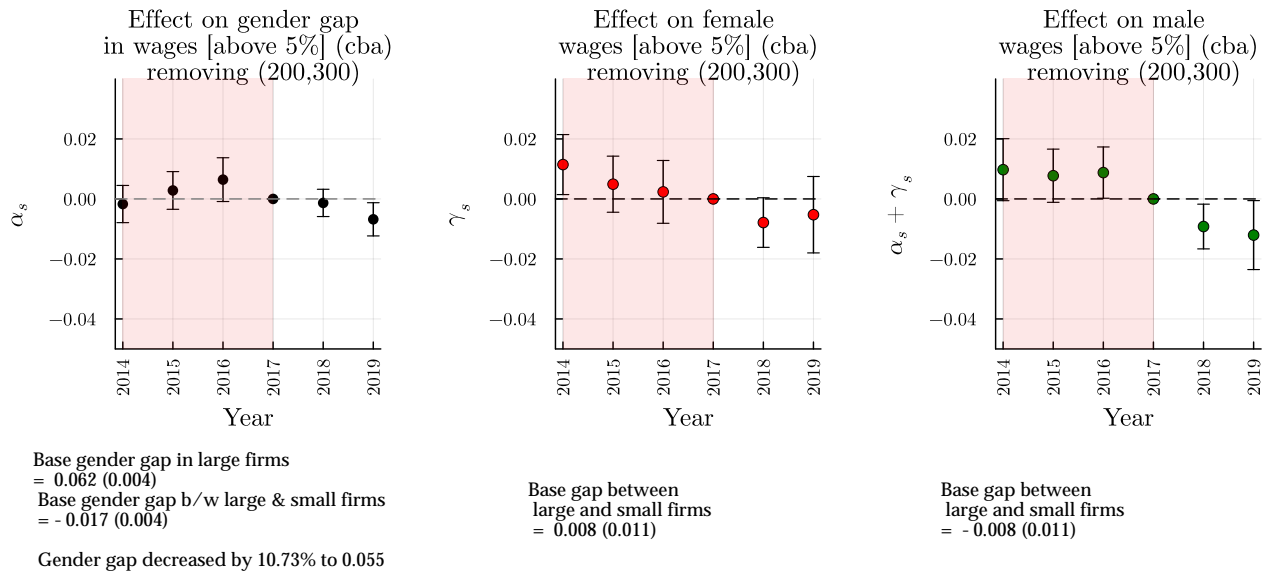 Effect on gender gap
in wages [above 5%] (cba)
removing (200,300)
0.02
0.00
−0.02
−0.04
α_s
2014
2015
2016
2017
2018
2019
Year
Base gender gap in large firms
= 0.062 (0.004)
Base gender gap b/w large & small firms
= - 0.017 (0.004)
Gender gap decreased by 10.73% to 0.055
Effect on female
wages [above 5%] (cba)
removing (200,300)
0.02
0.00
−0.02
−0.04
γ_s
2014
2015
2016
2017
2018
2019
Year
Base gap between
large and small firms
= 0.008 (0.011)
Effect on male
wages [above 5%] (cba)
removing (200,300)
0.02
0.00
−0.02
−0.04
α_s + γ_s
2014
2015
2016
2017
2018
2019
Year
Base gap between
large and small firms
= - 0.008 (0.011)